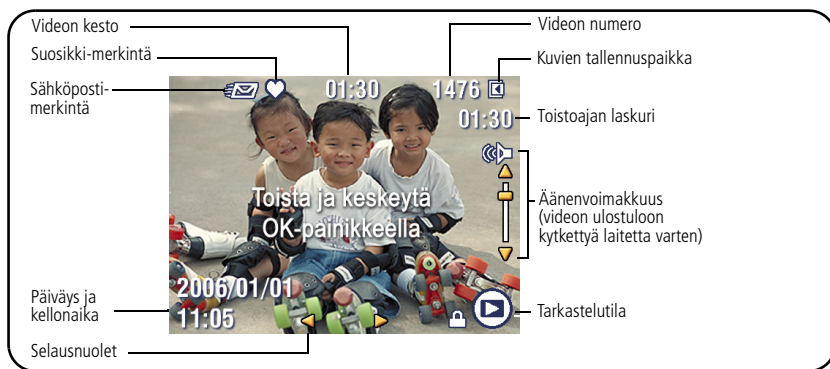 Videon kesto
Videon numero
Suosikki-merkintä
Kuvien tallennuspaikka
Sähköposti-
merkintä
01:30
1476
01:30
Toistoajan laskuri
Äänenvoimakkuus
(videon ulostuloon
kytkettyä laitetta varten)
Toista ja keskeytä
OK-painikkeella
2006/01/01
11:05
Päiväys ja
kellonaika
Tarkastelutila
Selausnuolet